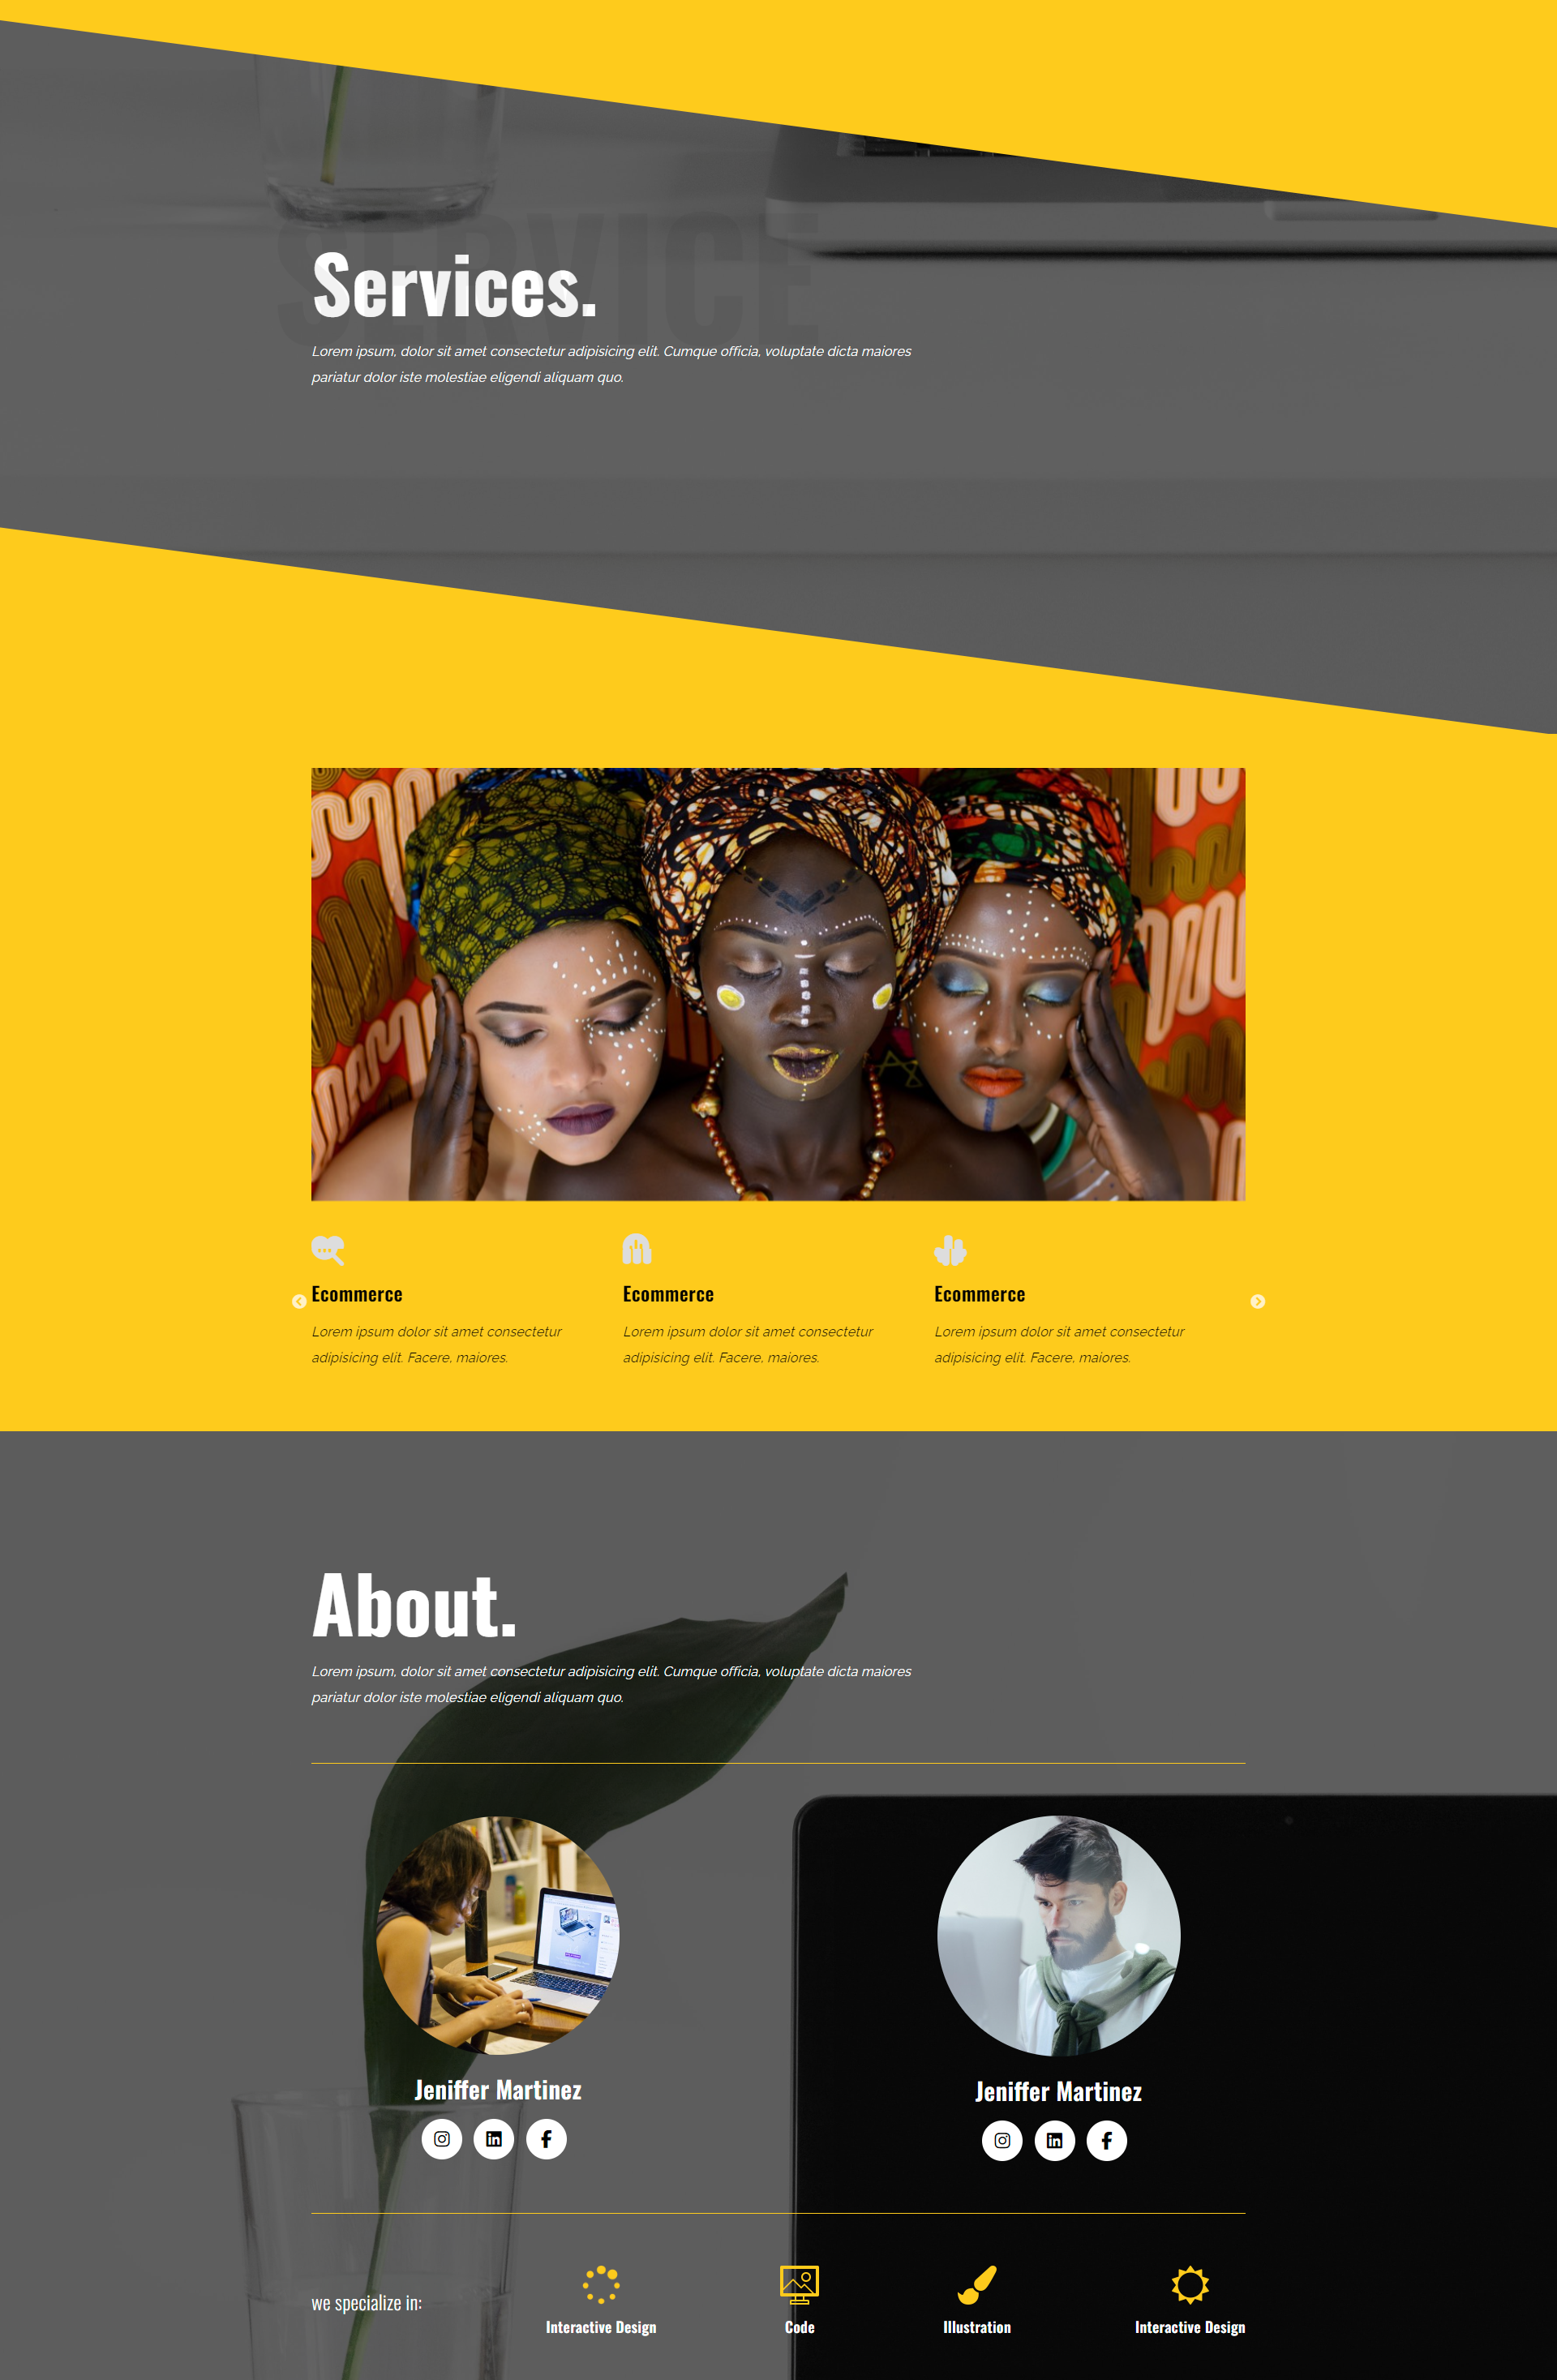 SERVICE
Services.
Lorem ipsum, dolor sit amet consectetur adipisicing elit. Cumque officia, voluptate dicta maiores
pariatur dolor iste molestiae eligendi aliquam quo.
Ecommerce
Ecommerce
Ecommerce
Lorem ipsum dolor sit amet consectetur
adipisicing elit. Facere, maiores.
Lorem ipsum dolor sit amet consectetur
adipisicing elit. Facere, maiores.
Lorem ipsum dolor sit amet consectetur
adipisicing elit. Facere, maiores.
About.
Lorem ipsum, dolor sit amet consectetur adipisicing elit. Cumque officia, voluptate dicta maiores
pariatur dolor iste molestiae eligendi aliquam quo.
Jeniffer Martinez
Jeniffer Martinez
we specialize in:
Interactive Design
Code
Illustration
Interactive Design